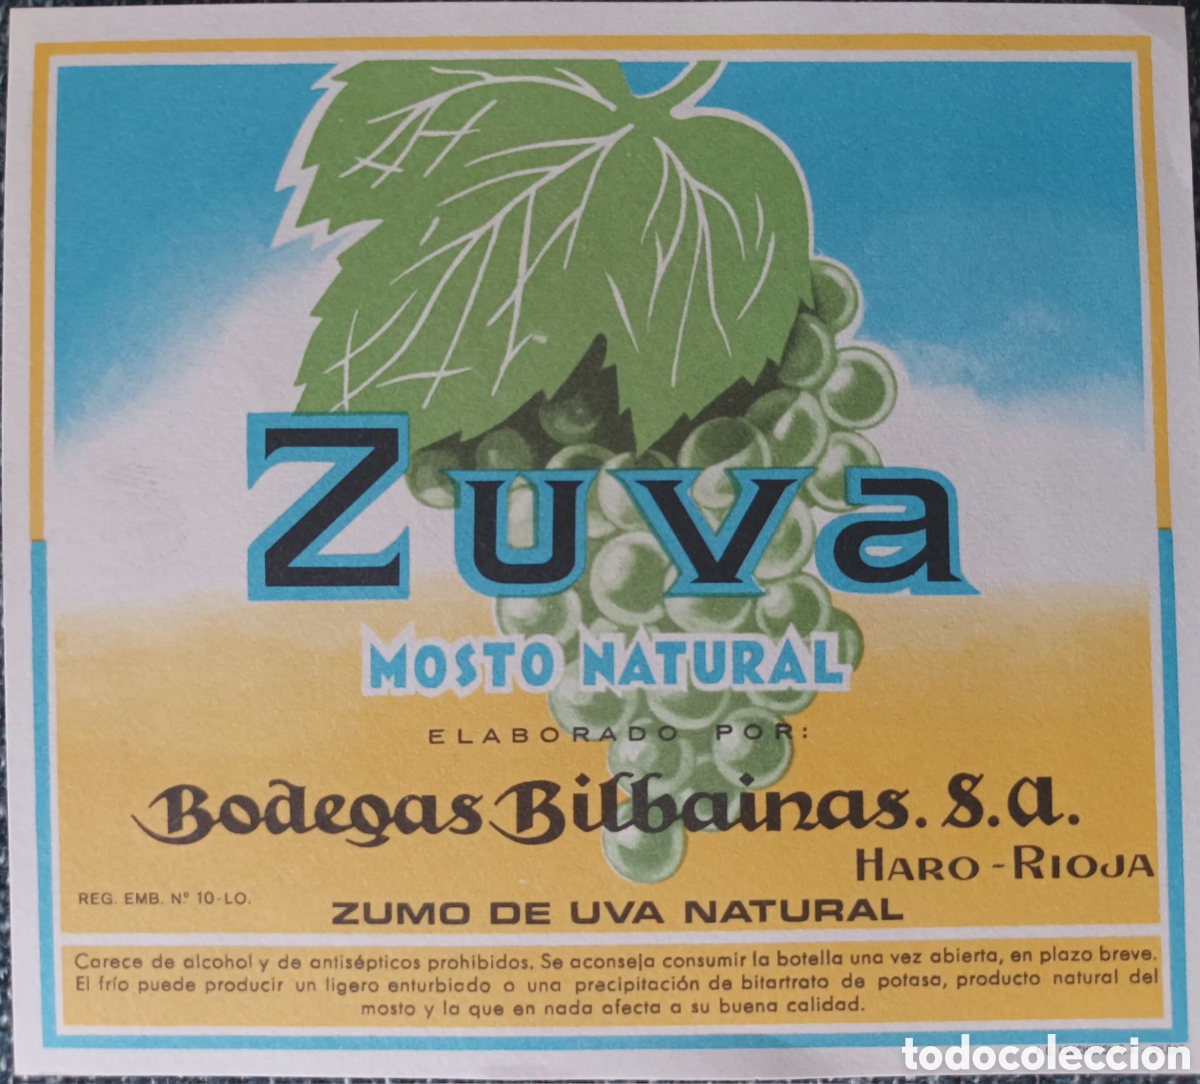 Zuva
MOSTO NATURAL
ELABORADO POR:
Bodegas Bilbainas. S.A.
HARO - RIOJA
REG. EMB. Nº 10-LO.
ZUMO DE UVA NATURAL
Carece de alcohol y de antisépticos prohibidos. Se aconseja consumir la botella una vez abierta, en plazo breve.
El frío puede producir un ligero enturbiado o una precipitación de bitartrato de potasa, producto natural del
mosto y la que en nada afecta a su buena calidad.
todocoleccion